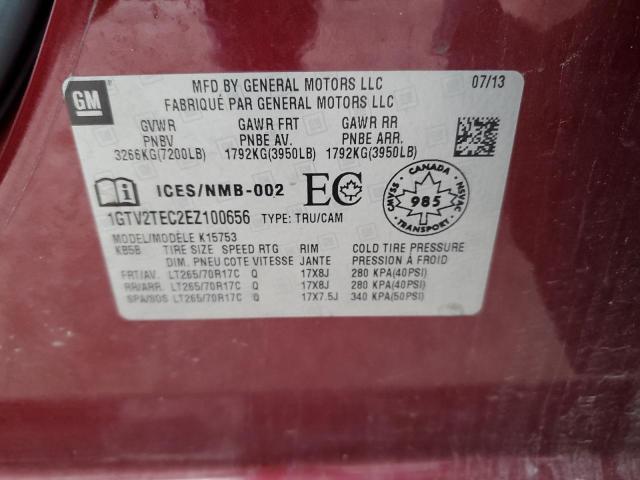 GM
MFD BY GENERAL MOTORS LLC 07/13
FABRIQUÉ PAR GENERAL MOTORS LLC
GVWR GAWR FRT GAWR RR
PNBV PNBE AV. PNBE ARR.
3266KG(7200LB) 1792KG(3950LB) 1792KG(3950LB)
ICES/NMB-002 EC
CANADA
CMVSS 985 NSVAC
TRANSPORT
1GTV2TEC2EZ100656 TYPE: TRU/CAM
MODEL/MODÈLE K15753
KB5B TIRE SIZE SPEED RTG RIM COLD TIRE PRESSURE
DIM. PNEU COTE VITESSE JANTE PRESSION À FROID
FRT/AV. LT265/70R17C Q 17X8J 280 KPA(40PSI)
RR/ARR. LT265/70R17C Q 17X8J 280 KPA(40PSI)
SPA/SOS LT265/70R17C Q 17X7.5J 340 KPA(50PSI)